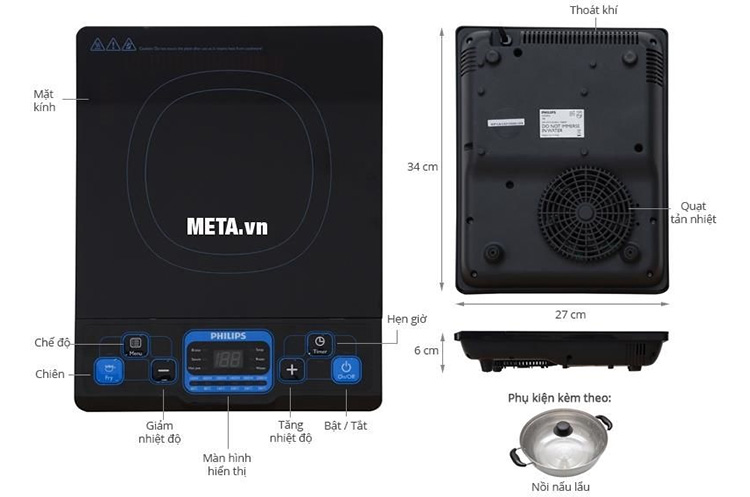 Thoát khí
Mặt
kính
PHILIPS
DO NOT IMMERSE
IN WATER
34 cm
META.vn
Quạt
tản nhiệt
27 cm
Hẹn giờ
Chế độ
Menu
PHILIPS
Timer
6 cm
Chiên
Fry
188
On/Off
Giảm
nhiệt độ
Màn hình
hiển thị
Tăng
nhiệt độ
Bật / Tắt
Phụ kiện kèm theo:
Nồi nấu lẩu